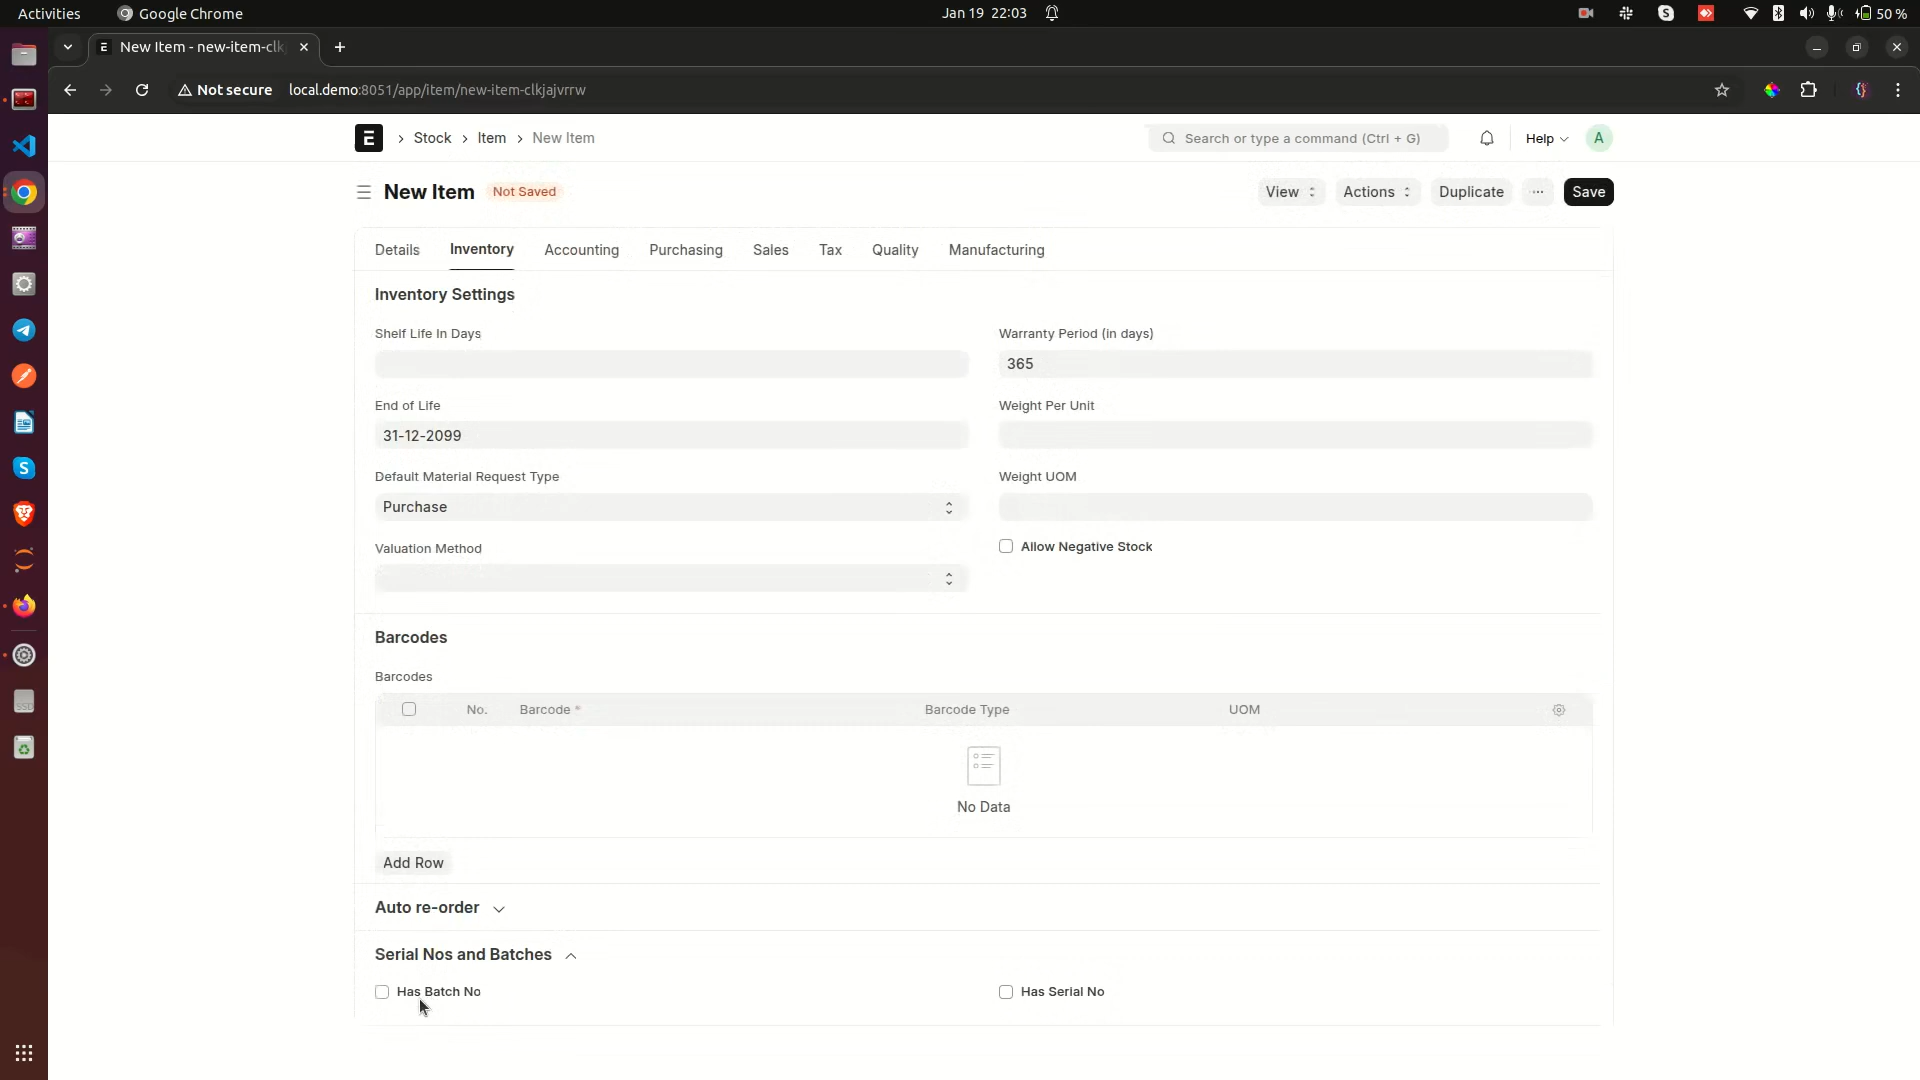 Activities Google Chrome Jan 19 22:03 50 %
E New Item - new-item-clk
Not secure local.demo:8051/app/item/new-item-clkjajvrrw
E Stock Item New Item Search or type a command (Ctrl + G) Help A
New Item Not Saved View Actions Duplicate Save
Details Inventory Accounting Purchasing Sales Tax Quality Manufacturing
Inventory Settings
Shelf Life In Days Warranty Period (in days)
365
End of Life Weight Per Unit
31-12-2099
Default Material Request Type Weight UOM
Purchase
Valuation Method Allow Negative Stock
Barcodes
Barcodes
No. Barcode * Barcode Type UOM
No Data
Add Row
Auto re-order
Serial Nos and Batches
Has Batch No Has Serial No